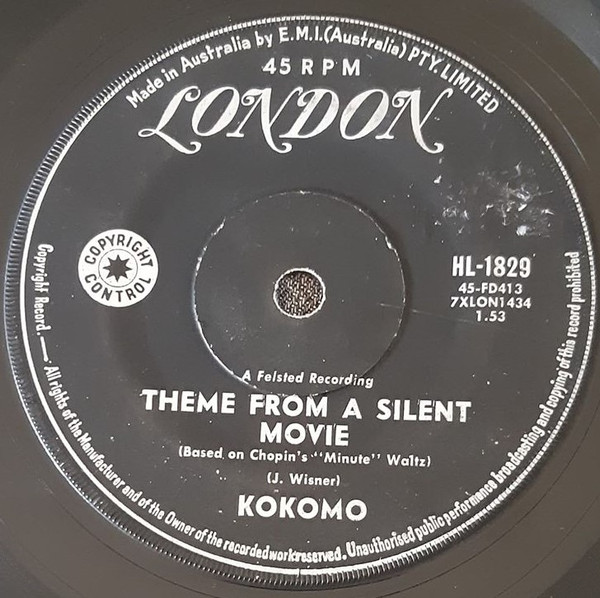 Made in Australia by E.M.I.(Australia) PTY. LIMITED
45 RPM
LONDON
COPYRIGHT
CONTROL
HL-1829
45-FD413
7XLON1434
1.53
A Felsted Recording
THEME FROM A SILENT
MOVIE
(Based on Chopin's "Minute" Waltz)
(J. Wisner)
KOKOMO
Copyright Record. — All rights of the Manufacturer and of the Owner of the recorded work reserved. Unauthorised public performance broadcasting and copying of this record prohibited